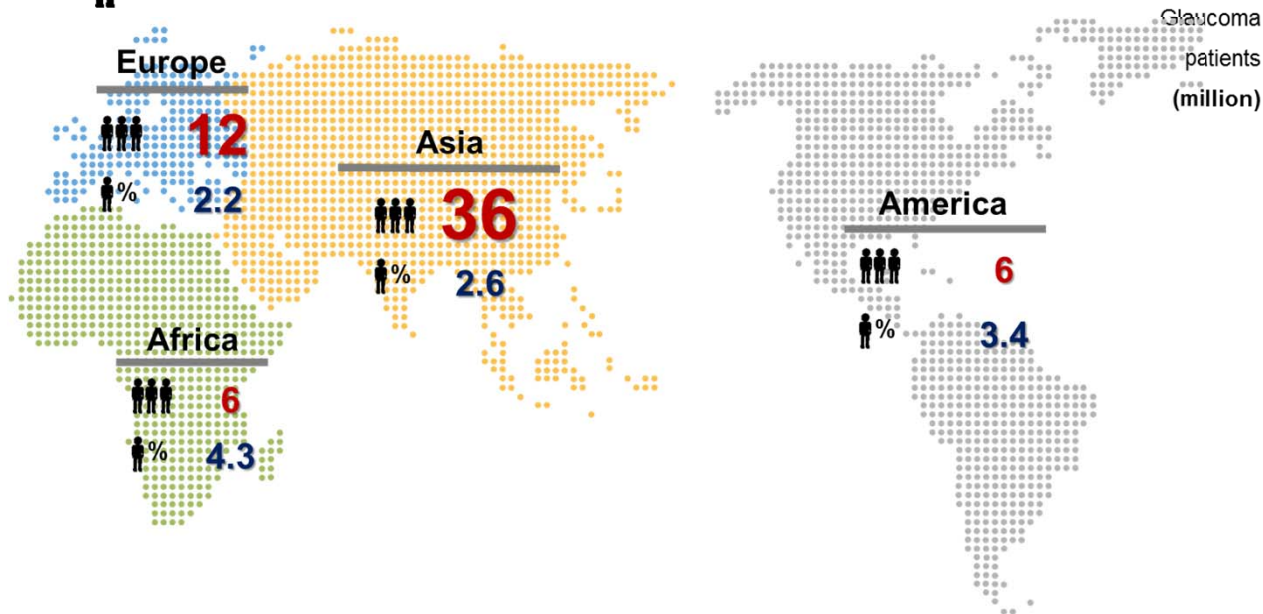 Glaucoma
patients
(million)
Europe
12
%
2.2
Asia
36
%
2.6
America
6
%
3.4
Africa
6
%
4.3